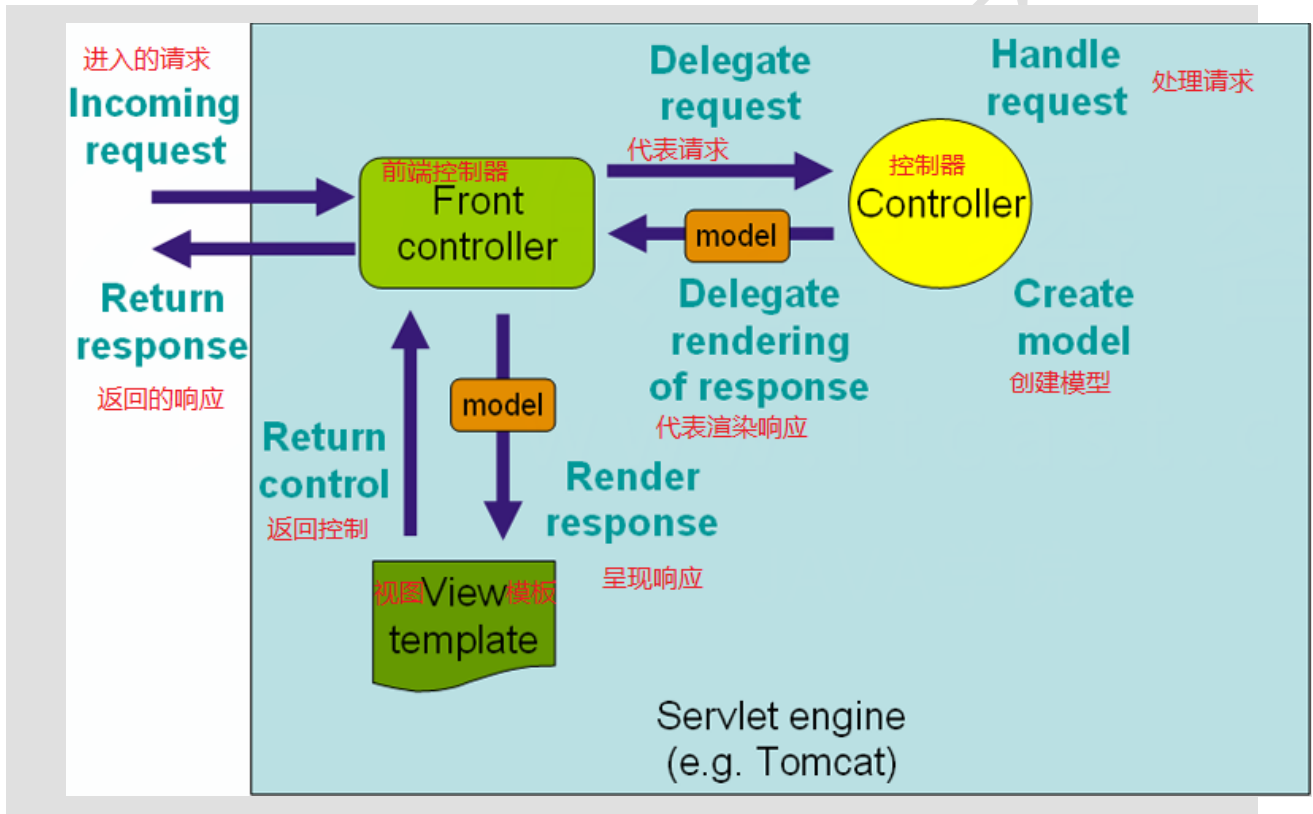 进入的请求
Incoming
request
Delegate
request
代表请求
Handle
request
处理请求
前端控制器
Front
controller
控制器
Controller
model
Return
response
返回的响应
Delegate
rendering
of response
代表渲染响应
Create
model
创建模型
model
Return
control
返回控制
Render
response
呈现响应
视图View模板
template
Servlet engine
(e.g. Tomcat)